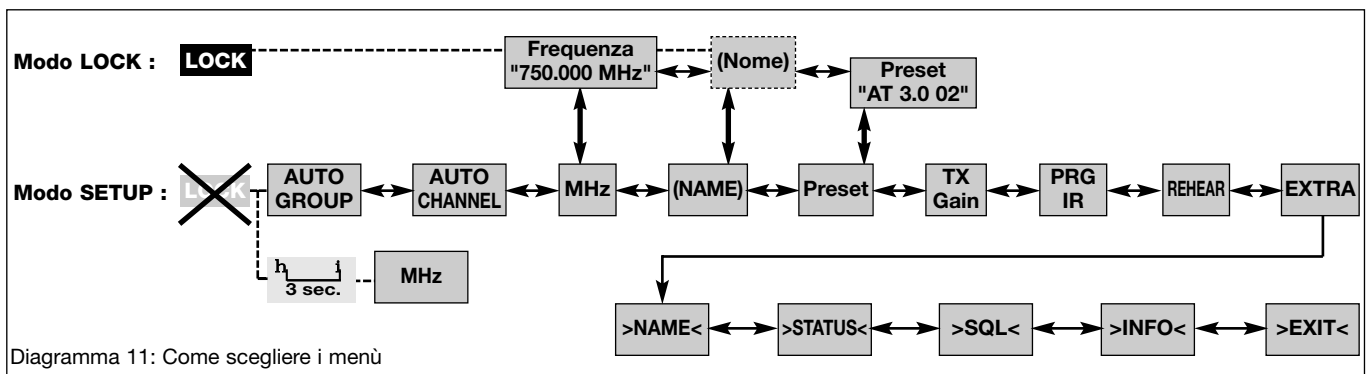 Modo LOCK :
LOCK
Frequenza
"750.000 MHz"
(Nome)
Preset
"AT 3.0 02"
Modo SETUP :
LOCK
AUTO
GROUP
AUTO
CHANNEL
MHz
(NAME)
Preset
TX
Gain
PRG
IR
REHEAR
EXTRA
h i
3 sec.
MHz
>NAME<
>STATUS<
>SQL<
>INFO<
>EXIT<
Diagramma 11: Come scegliere i menù